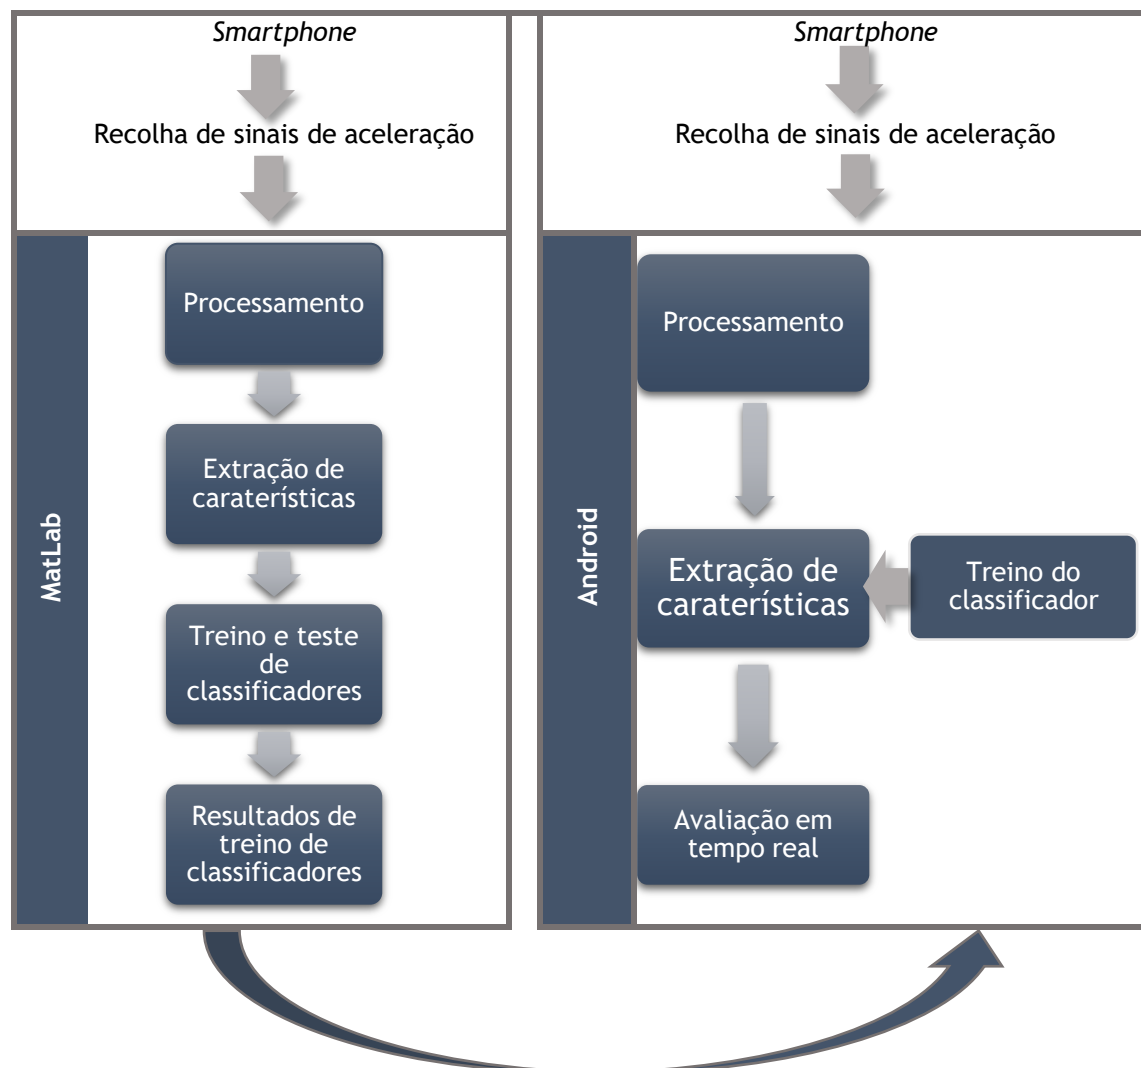 Smartphone
Recolha de sinais de aceleração
MatLab
Processamento
Extração de
caraterísticas
Treino e teste
de
classificadores
Resultados de
treino de
classificadores
Smartphone
Recolha de sinais de aceleração
Android
Processamento
Extração de
caraterísticas
Treino do
classificador
Avaliação em
tempo real